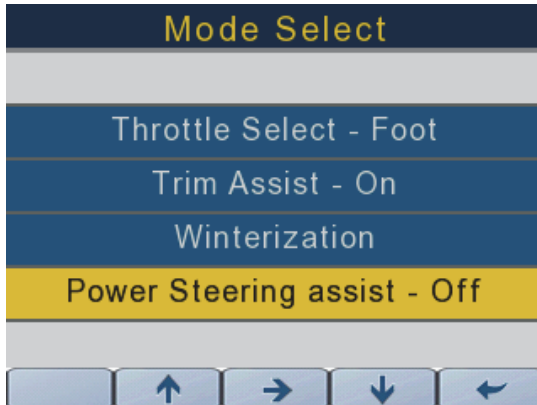 Mode Select
Throttle Select - Foot
Trim Assist - On
Winterization
Power Steering assist - Off